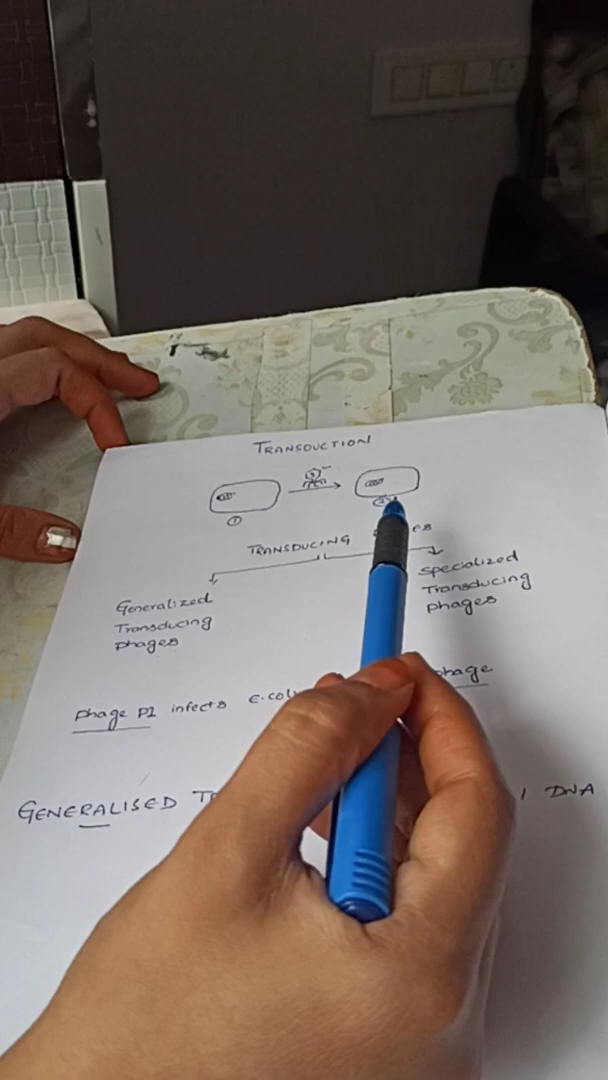 TRANSDUCTION
①
TRANSDUCING
Generalized
Transducing
phages
Specialized
Transducing
phages
phage P1 infects E.coli phage
GENERALISED DNA